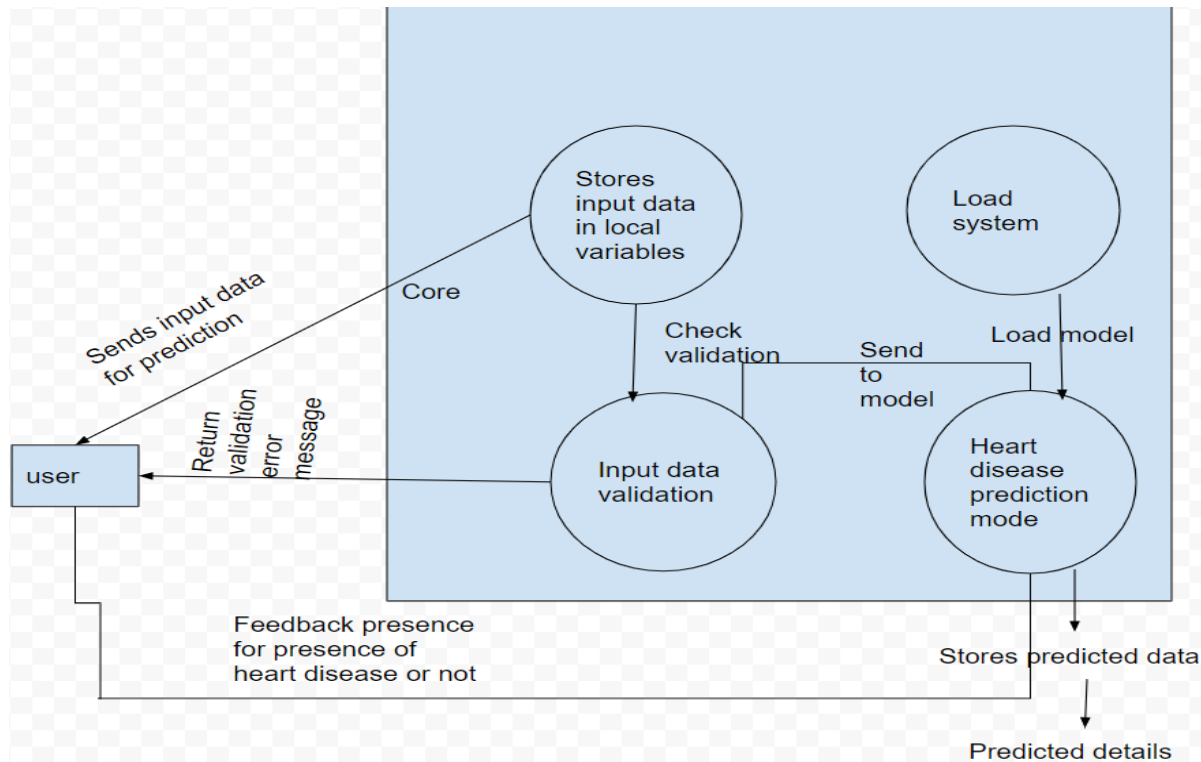 Stores
input data
in local
variables
Load
system
Sends input data
for prediction
Core
Check
validation
Send
to
model
Load model
Return
validation
error
message
user
Input data
validation
Heart
disease
prediction
mode
Feedback presence
for presence of
heart disease or not
Stores predicted data
Predicted details